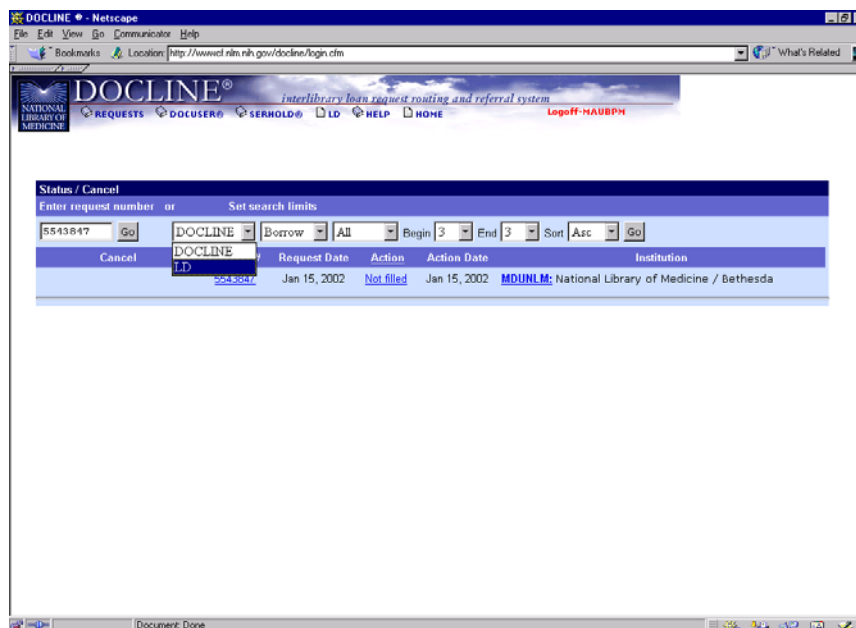 DOCLINE ® - Netscape
File Edit View Go Communicator Help
Bookmarks Location: http://wwwcf.nlm.nih.gov/docline/login.cfm What's Related
DOCLINE®
interlibrary loan request routing and referral system
NATIONAL LIBRARY OF MEDICINE
REQUESTS DOCUSER® SERHOLD® LD HELP HOME Logoff-MAUBPM
Status / Cancel
Enter request number or Set search limits
5543847 Go DOCLINE Borrow All Begin 3 End 3 Sort Asc Go
DOCLINE
LD
Cancel Request Date Action Action Date Institution
5543847 Jan 15, 2002 Not filled Jan 15, 2002 MDUNLM: National Library of Medicine / Bethesda
Document: Done